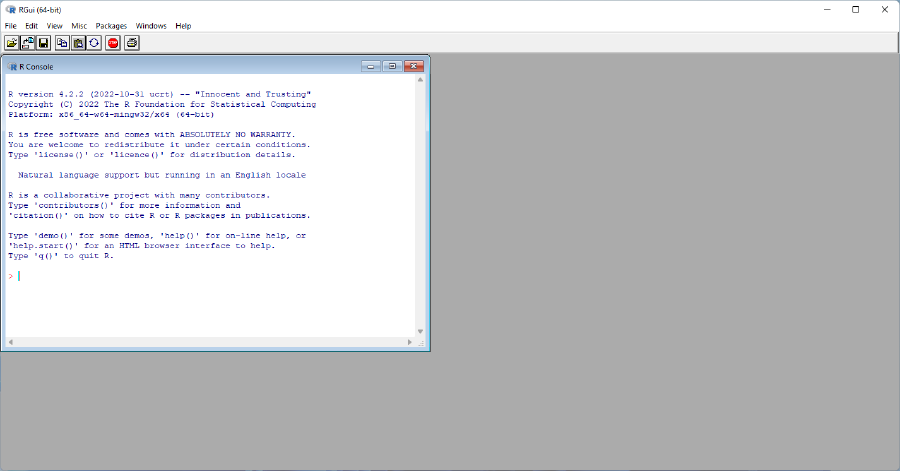 RGui (64-bit)
File Edit View Misc Packages Windows Help
STOP
R Console
R version 4.2.2 (2022-10-31 ucrt) -- "Innocent and Trusting"
Copyright (C) 2022 The R Foundation for Statistical Computing
Platform: x86_64-w64-mingw32/x64 (64-bit)
R is free software and comes with ABSOLUTELY NO WARRANTY.
You are welcome to redistribute it under certain conditions.
Type 'license()' or 'licence()' for distribution details.
Natural language support but running in an English locale
R is a collaborative project with many contributors.
Type 'contributors()' for more information and
'citation()' on how to cite R or R packages in publications.
Type 'demo()' for some demos, 'help()' for on-line help, or
'help.start()' for an HTML browser interface to help.
Type 'q()' to quit R.
>